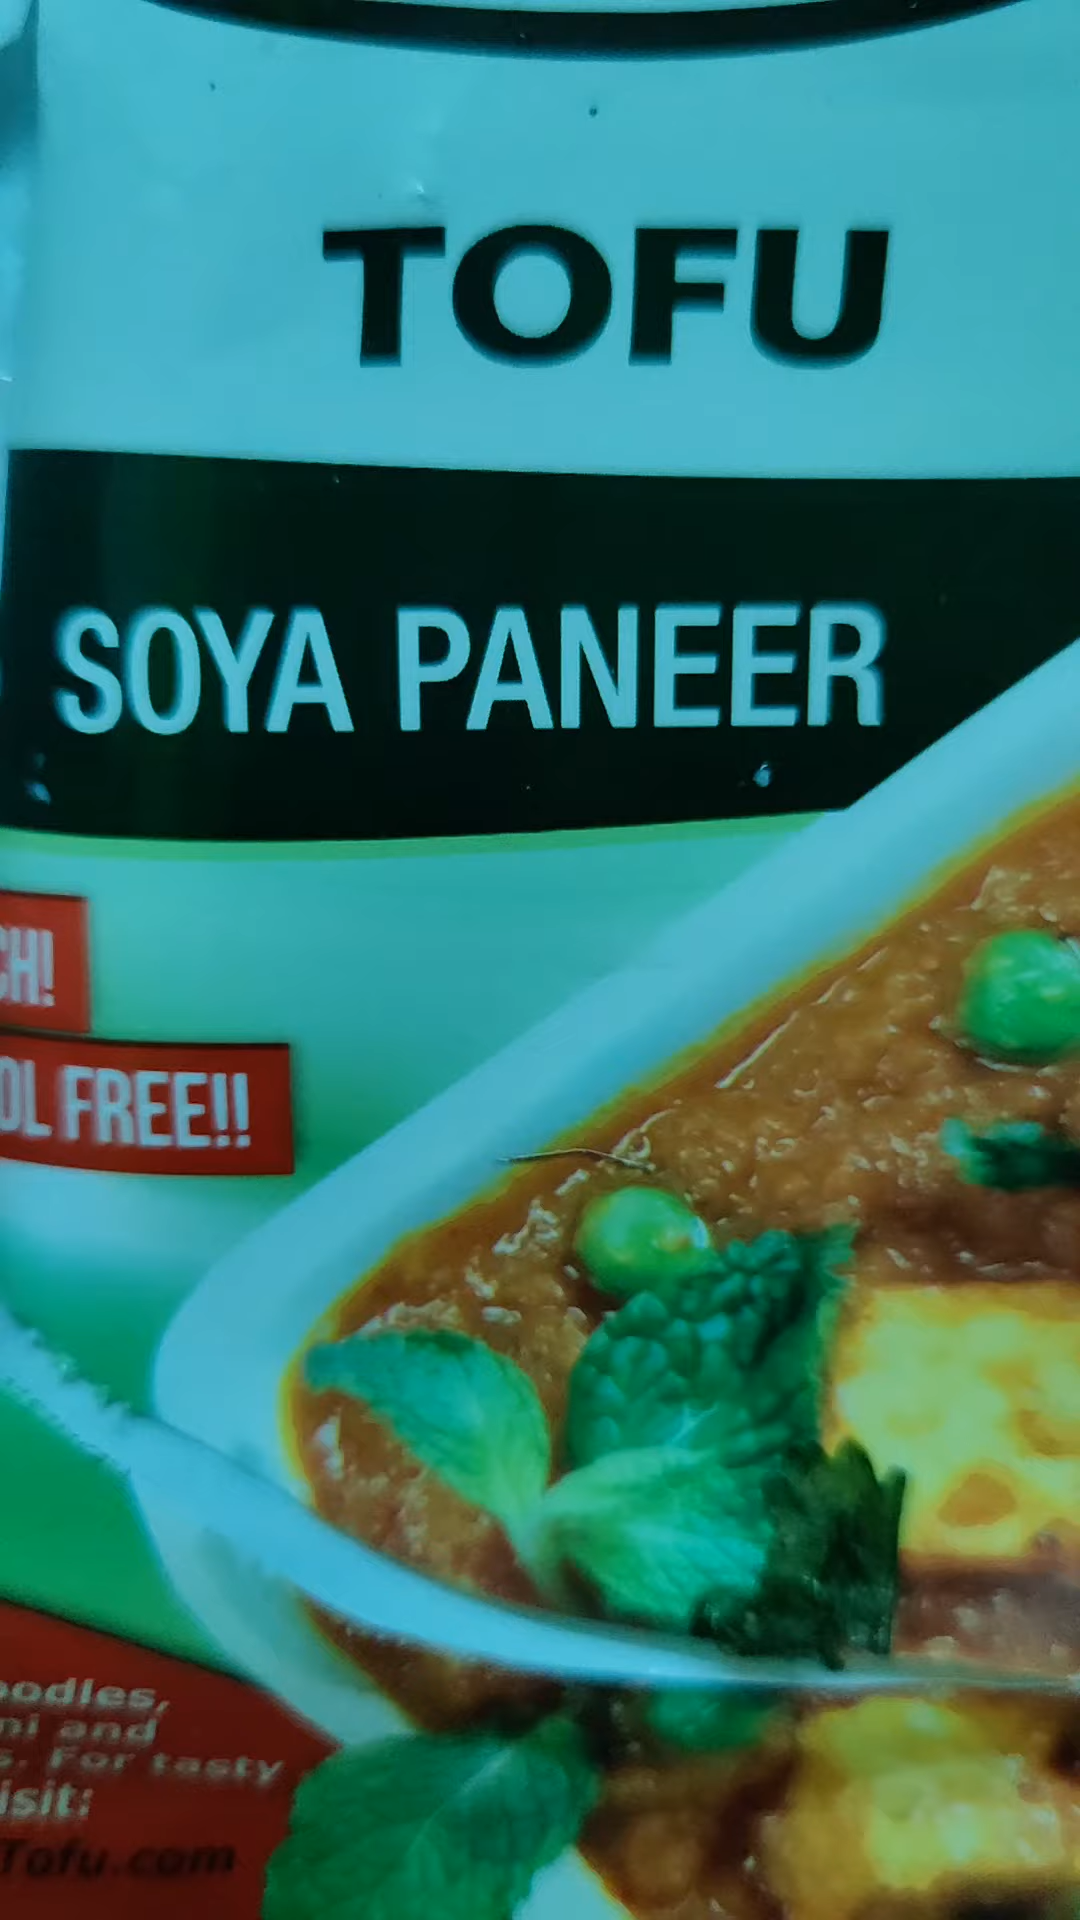 TOFU
SOYA PANEER
CH!
OL FREE!!
oodles,
ni and
s. For tasty
isit:
Tofu.com